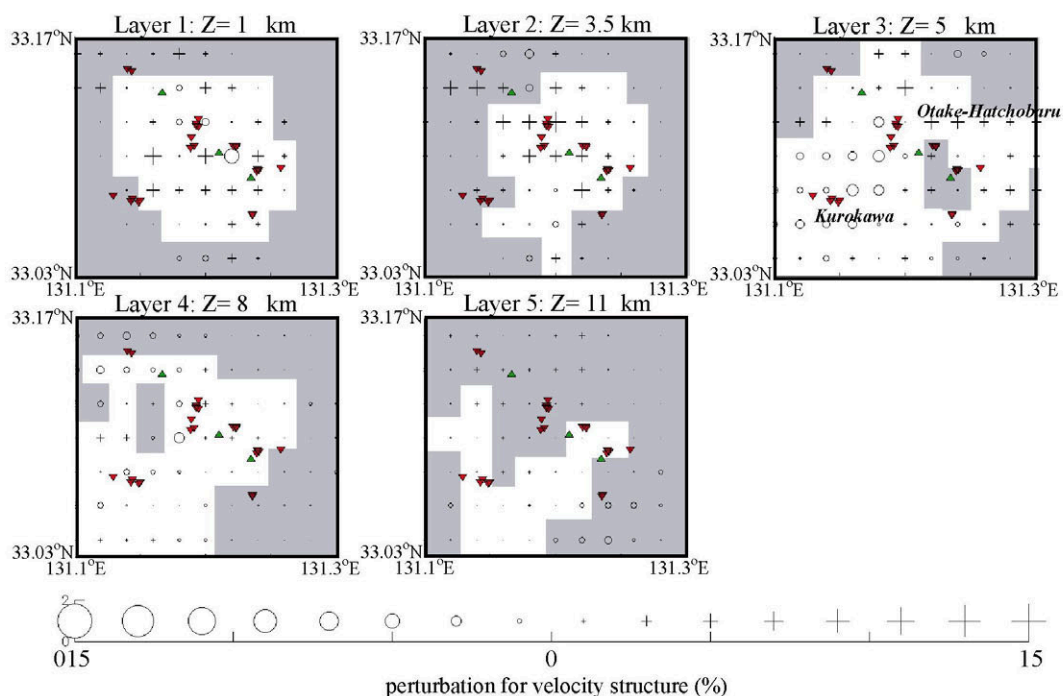 Layer 1: Z= 1 km
Layer 2: Z= 3.5 km
Layer 3: Z= 5 km
33.17°N
33.17°N
33.17°N
Otake-Hatchobaru
Kurokawa
33.03°N
33.03°N
33.03°N
131.1°E
131.3°E
131.1°E
131.3°E
131.1°E
131.3°E
Layer 4: Z= 8 km
Layer 5: Z= 11 km
33.17°N
33.17°N
33.03°N
33.03°N
131.1°E
131.3°E
131.1°E
131.3°E
2
0
015
0
15
perturbation for velocity structure (%)